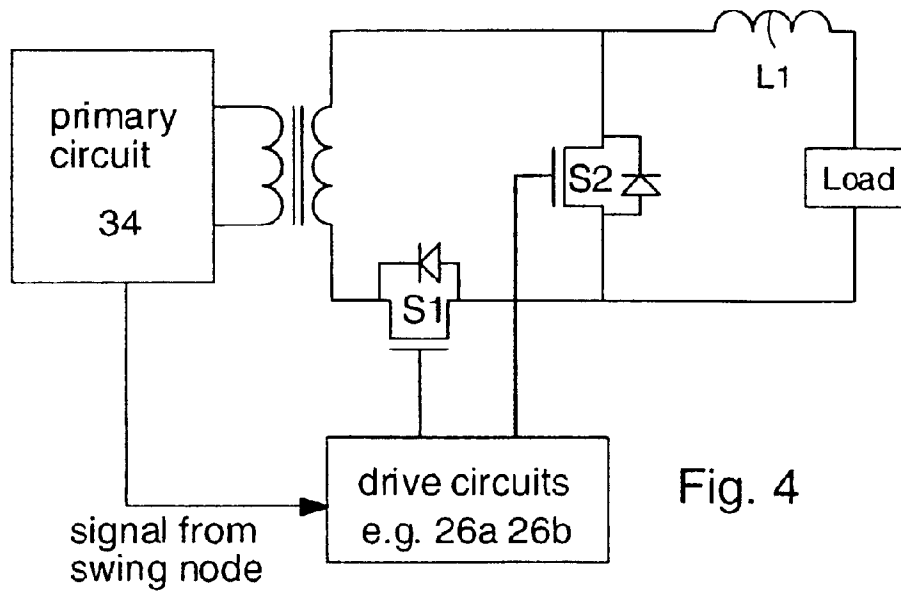 primary
circuit
34
L1
S2
Load
S1
drive circuits
e.g. 26a 26b
Fig. 4
signal from
swing node